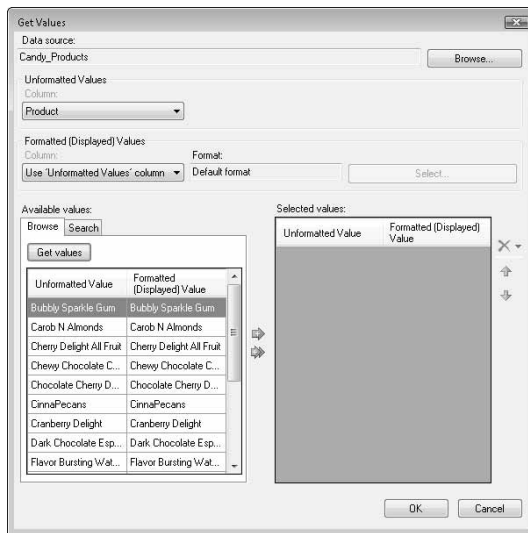 Get Values
Data source:
Candy_Products
Browse...
Unformatted Values
Column:
Product
Formatted (Displayed) Values
Column:
Format:
Use 'Unformatted Values' column
Default format
Select...
Available values:
Browse Search
Get values
Unformatted Value
Formatted (Displayed) Value
Bubbly Sparkle Gum Bubbly Sparkle Gum
Carob N Almonds Carob N Almonds
Cherry Delight All Fruit Cherry Delight All Fruit
Chewy Chocolate C... Chewy Chocolate C...
Chocolate Cherry D... Chocolate Cherry D...
CinnaPecans CinnaPecans
Cranberry Delight Cranberry Delight
Dark Chocolate Esp... Dark Chocolate Esp...
Flavor Bursting Wat... Flavor Bursting Wat...
Selected values:
Unformatted Value
Formatted (Displayed) Value
OK Cancel